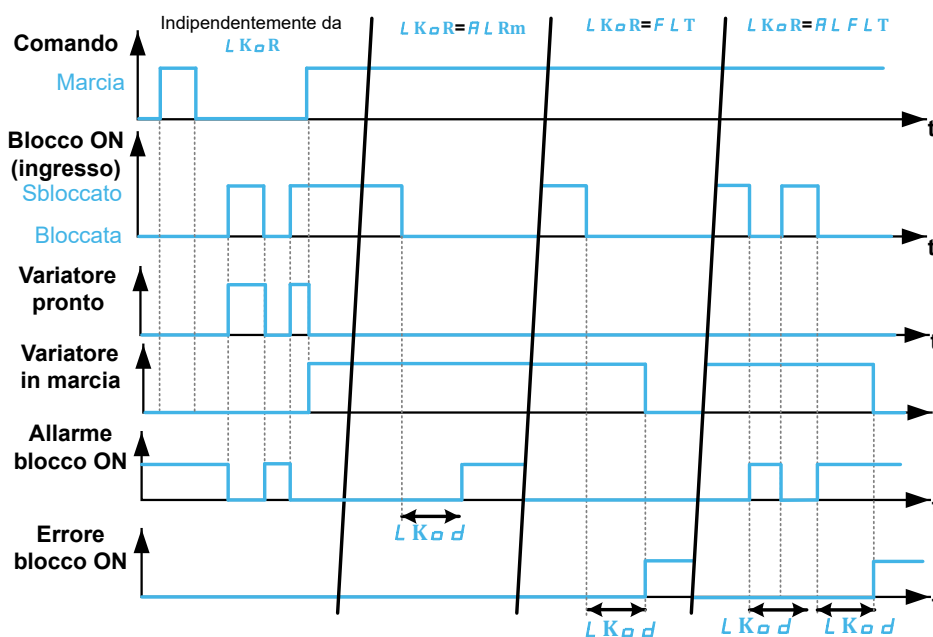 Indipendentemente da
LKoR
LKoR=ALRm
LKoR=FLT
LKoR=ALFLT
Comando
Marcia
t
Blocco ON
(ingresso)
Sbloccato
Bloccata
t
Variatore
pronto
t
Variatore
in marcia
Allarme
blocco ON
LKod
Errore
blocco ON
LKod
LKod
LKod